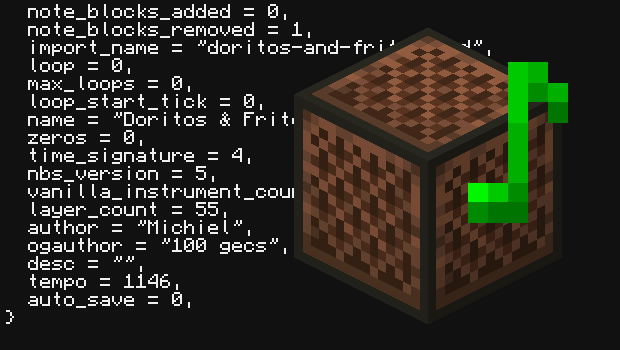 note_blocks_added = 0,
note_blocks_removed = 1,
import_name = "doritos-and-frit d",
loop = 0,
max_loops = 0,
loop_start_tick = 0,
name = "Doritos & Frito
zeros = 0,
time_signature = 4,
nbs_version = 5,
vanilla_instrument_cou
layer_count = 55,
author = "Michiel",
ogauthor = "100 gecs",
desc = "",
tempo = 1146,
auto_save = 0,
}